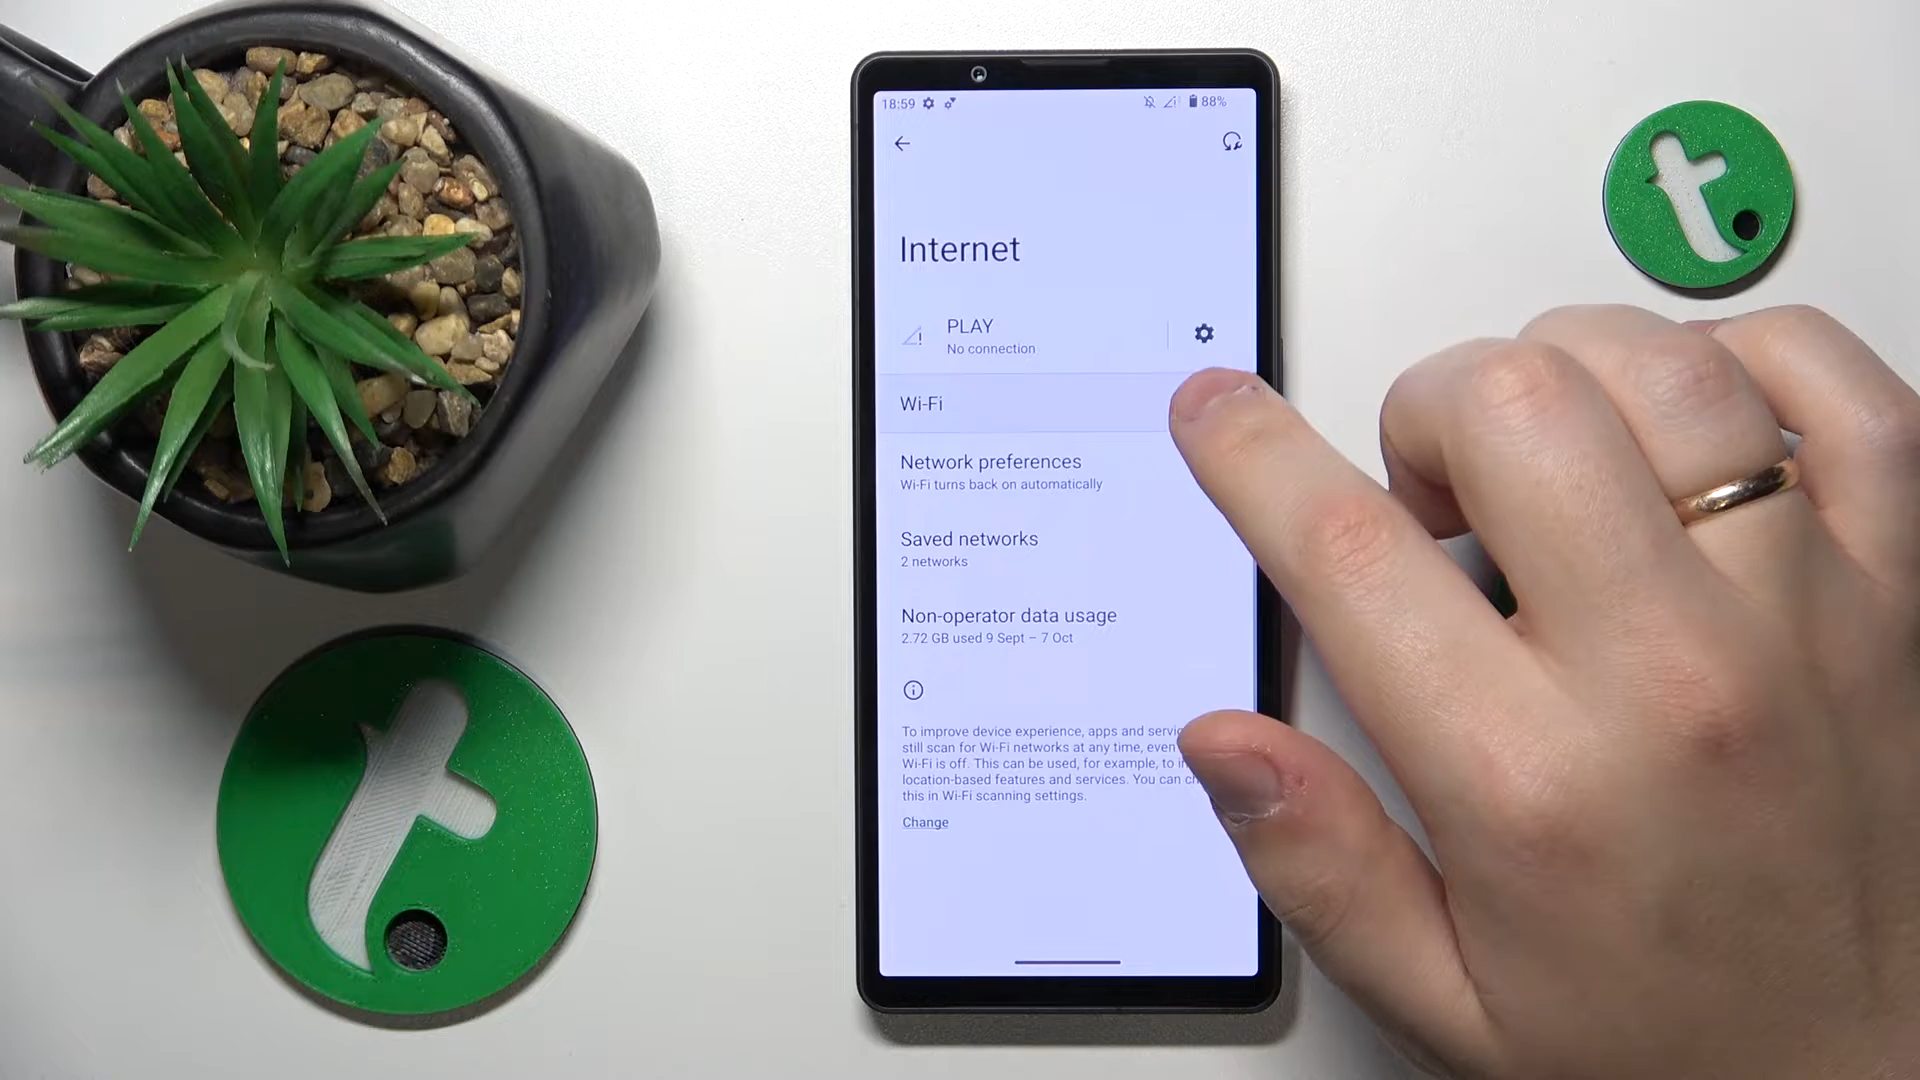 18:59
88%
Internet
PLAY
No connection
Wi-Fi
Network preferences
Wi-Fi turns back on automatically
Saved networks
2 networks
Non-operator data usage
2.72 GB used 9 Sept – 7 Oct
To improve device experience, apps and
still scan for Wi-Fi networks at any time, even
Wi-Fi is off. This can be used, for example, to
location-based features and services. You can
this in Wi-Fi scanning settings.
Change